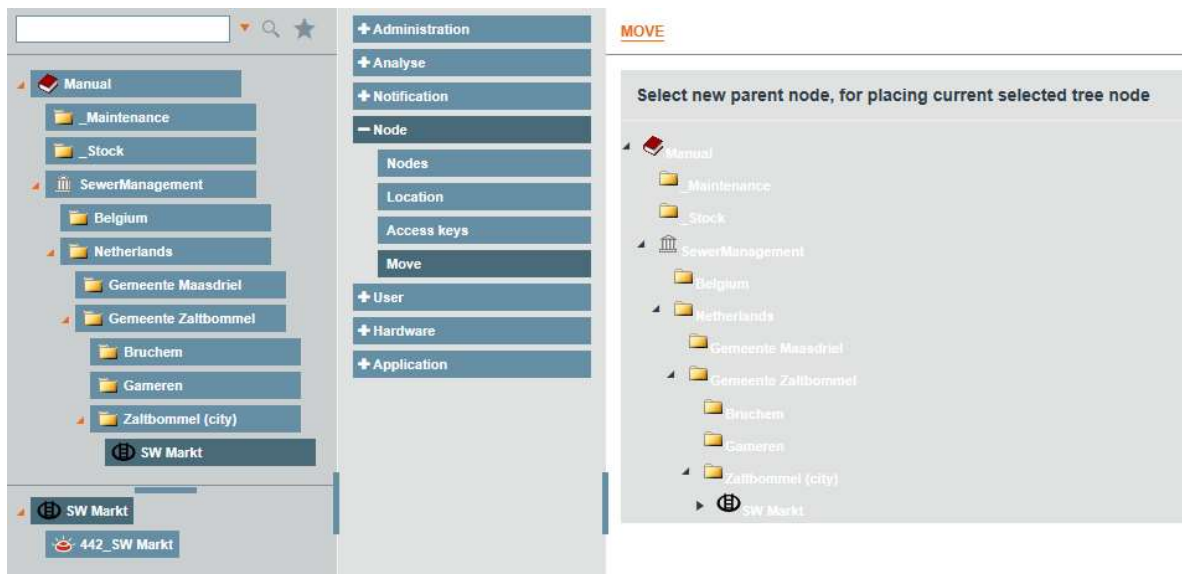 Manual
_Maintenance
_Stock
SewerManagement
Belgium
Netherlands
Gemeente Maasdriel
Gemeente Zaltbommel
Bruchem
Gameren
Zaltbommel (city)
SW Markt
SW Markt
442_SW Markt
Administration
Analyse
Notification
Node
Nodes
Location
Access keys
Move
User
Hardware
Application
MOVE
Select new parent node, for placing current selected tree node
Manual
_Maintenance
_Stock
SewerManagement
Belgium
Netherlands
Gemeente Maasdriel
Gemeente Zaltbommel
Bruchem
Gameren
Zaltbommel (city)
SW Markt